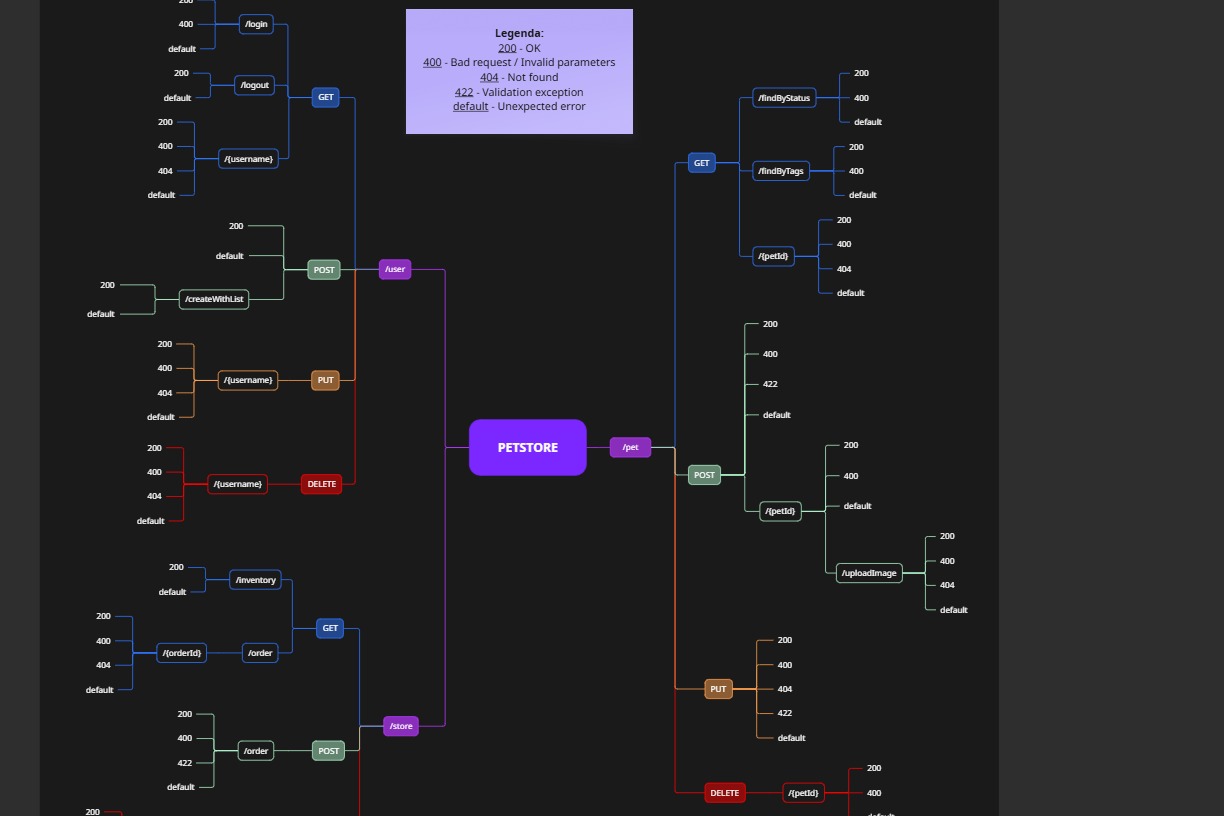 200
400
/login
default
200
/logout
default
GET
200
400
/{username}
404
default
Legenda:
200 - OK
400 - Bad request / Invalid parameters
404 - Not found
422 - Validation exception
default - Unexpected error
200
default
POST
/user
200
/createWithList
default
200
400
/{username}
PUT
404
default
200
400
/{username}
DELETE
404
default
PETSTORE
/pet
200
/inventory
default
GET
200
400
/{orderId}
/order
404
default
/store
200
400
/order
POST
422
default
200
GET
200
/findByStatus
400
default
200
/findByTags
400
default
200
400
/{petId}
404
default
POST
200
400
422
default
/{petId}
200
400
default
/uploadImage
200
400
404
default
PUT
200
400
404
422
default
DELETE
/{petId}
200
400
default